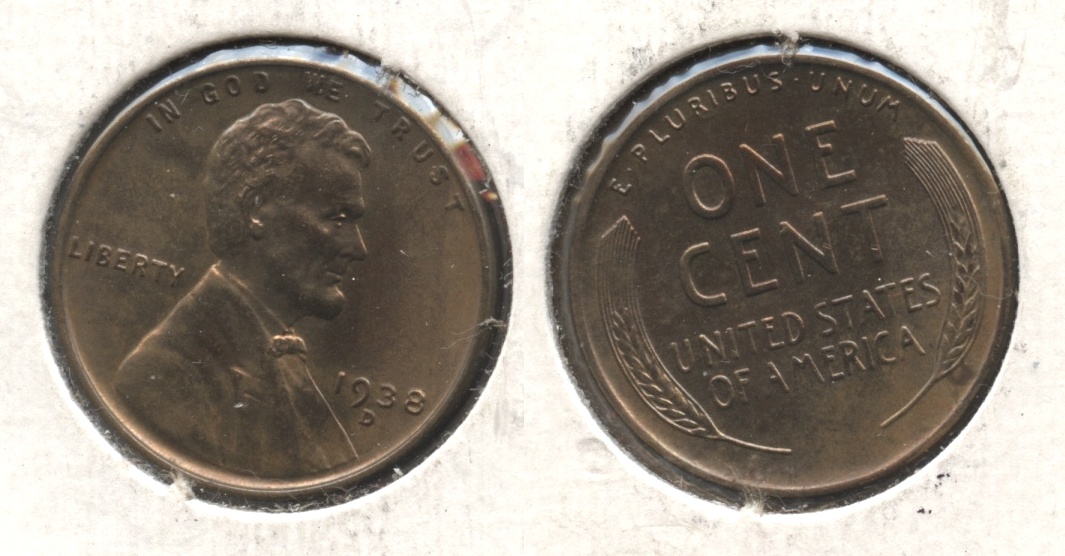 IN GOD WE TRUST
LIBERTY
1938
D
E·PLURIBUS·UNUM
ONE
CENT
UNITED STATES
OF AMERICA